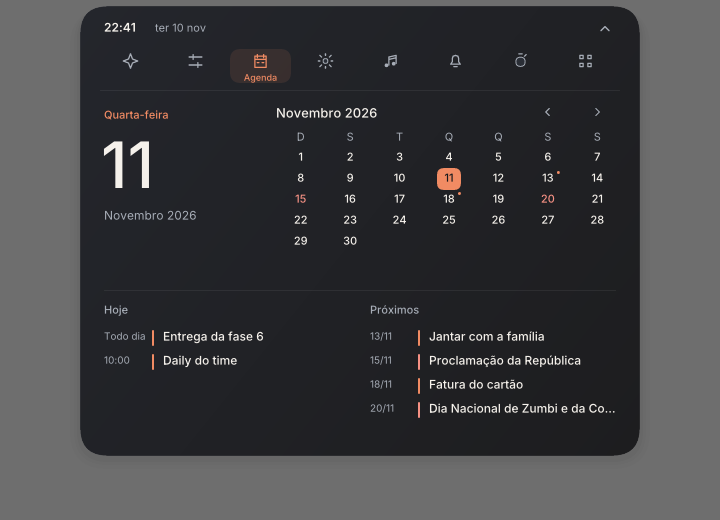 22:41 ter 10 nov
Agenda
Quarta-feira
11
Novembro 2026
Novembro 2026
D S T Q Q S S
1 2 3 4 5 6 7
8 9 10 11 12 13 14
15 16 17 18 19 20 21
22 23 24 25 26 27 28
29 30
Hoje
Todo dia Entrega da fase 6
10:00 Daily do time
Próximos
13/11 Jantar com a família
15/11 Proclamação da República
18/11 Fatura do cartão
20/11 Dia Nacional de Zumbi e da Co...